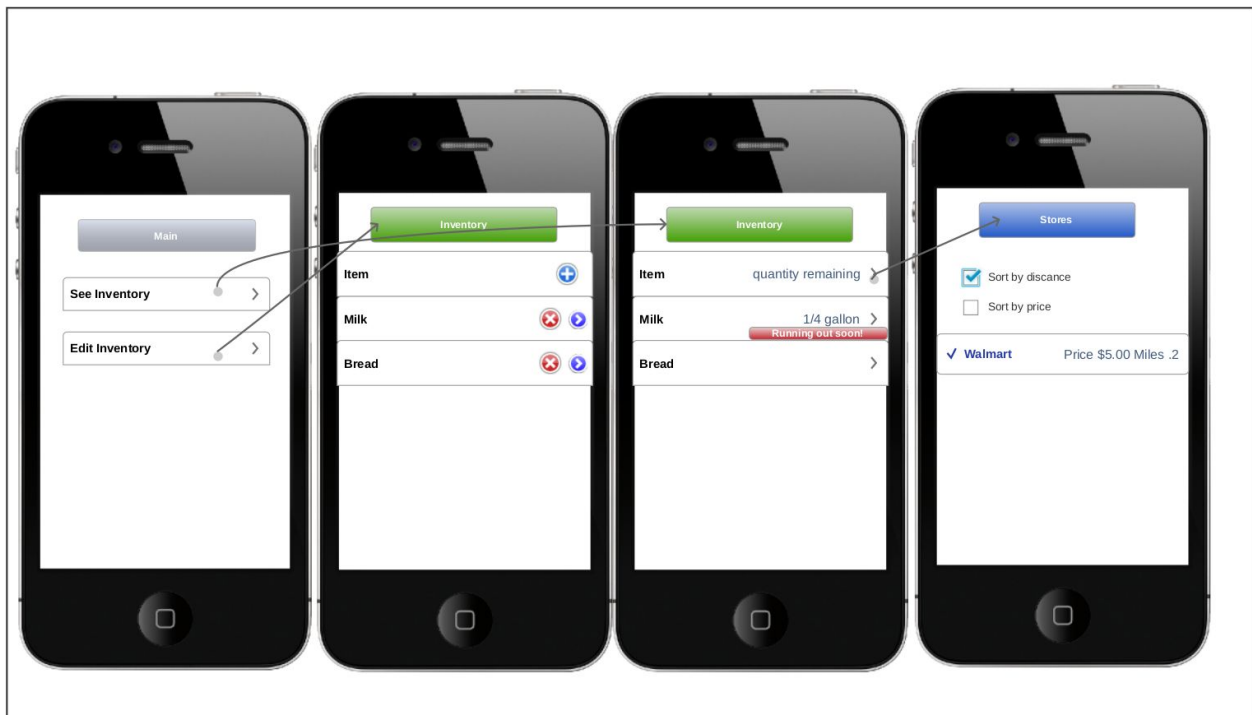 Main
See Inventory
Edit Inventory
Inventory
Item
Milk
Bread
Inventory
Item quantity remaining
Milk 1/4 gallon
Running out soon!
Bread
Stores
Sort by discance
Sort by price
Walmart Price $5.00 Miles .2